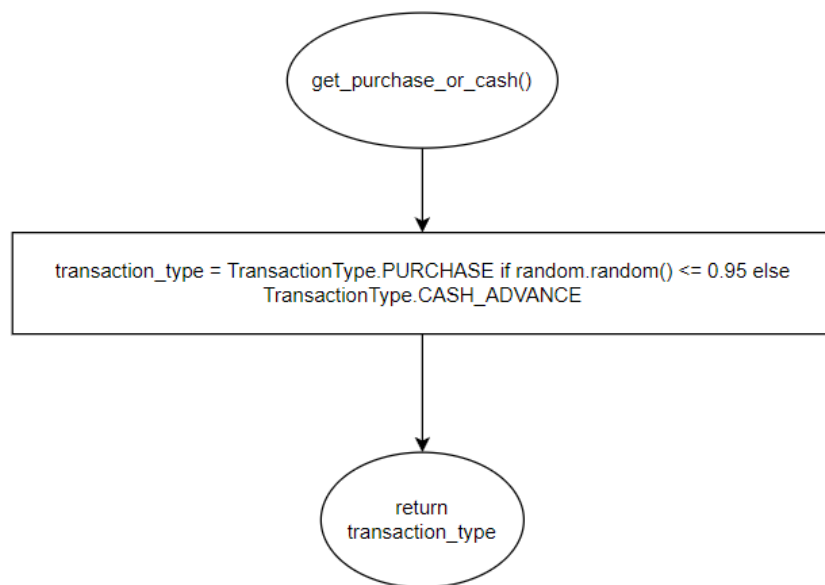 get_purchase_or_cash()
transaction_type = TransactionType.PURCHASE if random.random() <= 0.95 else
TransactionType.CASH_ADVANCE
return
transaction_type